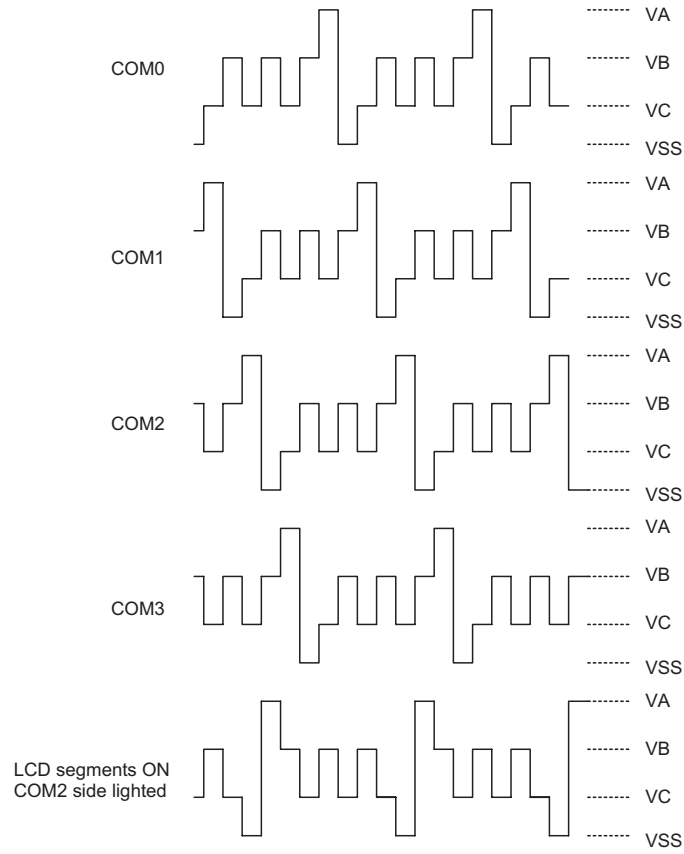 VA
VB
COM0
VC
VSS
VA
VB
COM1
VC
VSS
VA
VB
COM2
VC
VSS
VA
VB
COM3
VC
VSS
VA
VB
LCD segments ON
COM2 side lighted
VC
VSS